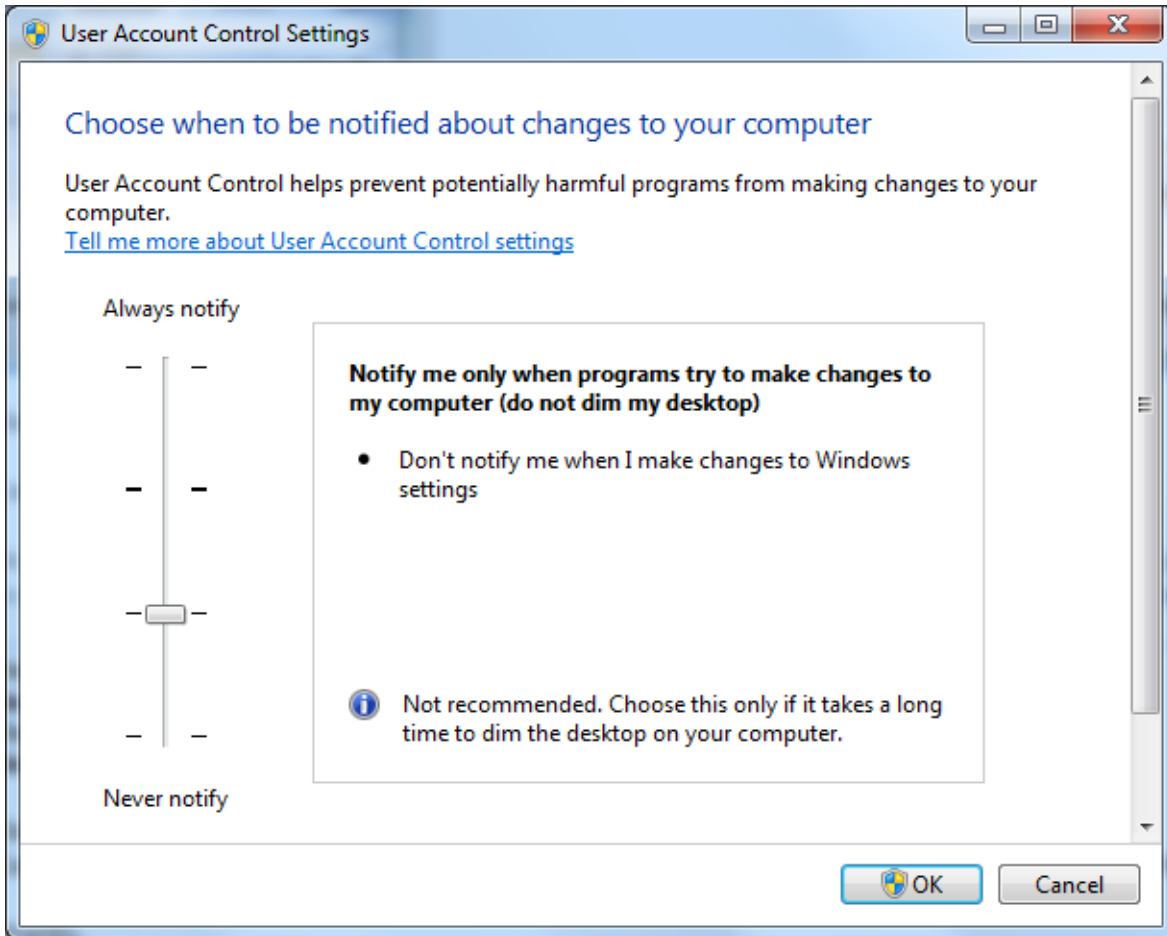 User Account Control Settings
Choose when to be notified about changes to your computer
User Account Control helps prevent potentially harmful programs from making changes to your
computer.
Tell me more about User Account Control settings
Always notify
Notify me only when programs try to make changes to
my computer (do not dim my desktop)
• Don't notify me when I make changes to Windows
settings
Not recommended. Choose this only if it takes a long
time to dim the desktop on your computer.
Never notify
OK
Cancel